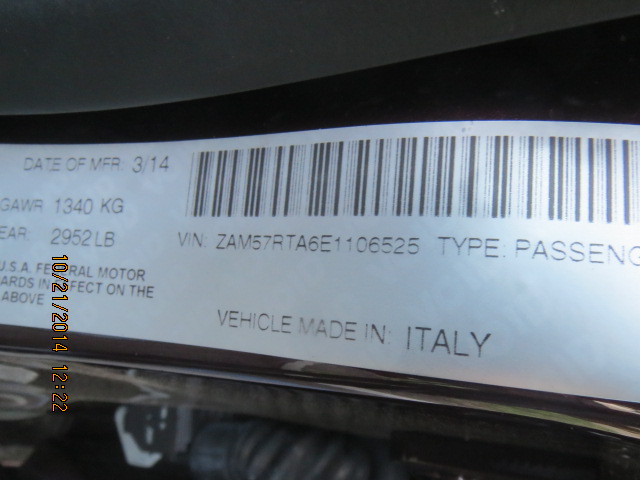 DATE OF MFR: 3/14
GAWR 1340 KG
EAR: 2952 LB
VIN: ZAM57RTA6E1106525 TYPE: PASSENG
U.S.A. FEDERAL MOTOR
ARDS IN EFFECT ON THE
ABOVE
VEHICLE MADE IN: ITALY
10/21/2014 12:22